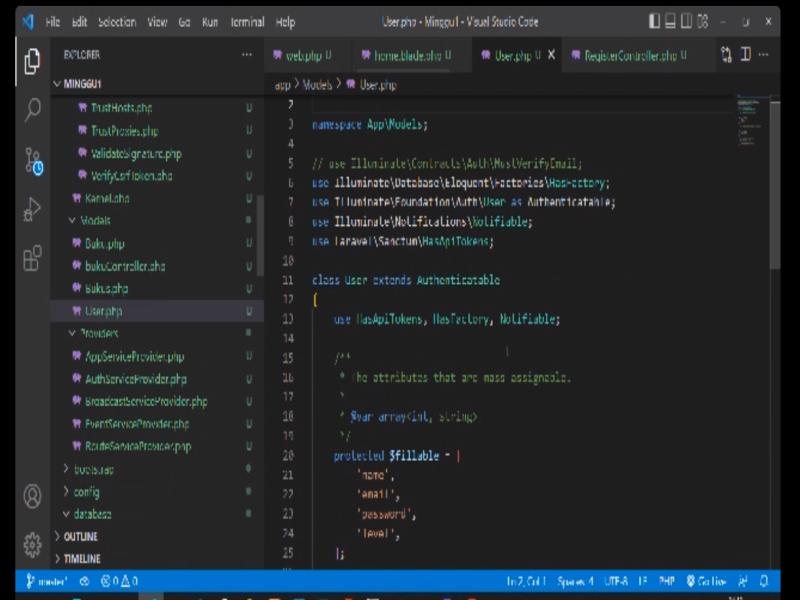 File Edit Selection View Go Run Terminal Help
User.php - Minggu1 - Visual Studio Code
EXPLORER
web.php U
home.blade.php U
User.php U
RegisterController.php U
MINGGU1
app > Models > User.php
TrustHosts.php U
TrustProxies.php U
ValidateSignature.php U
VerifyCsrfToken.php U
Kernel.php U
Models
Buku.php U
bukuController.php U
Bukus.php U
User.php U
Providers
AppServiceProvider.php U
AuthServiceProvider.php U
BroadcastServiceProvider.php U
EventServiceProvider.php U
RouteServiceProvider.php U
bootstrap
config
database
OUTLINE
TIMELINE
2
3 namespace App\Models;
4
5 // use Illuminate\Contracts\Auth\MustVerifyEmail;
6 use Illuminate\Database\Eloquent\Factories\HasFactory;
7 use Illuminate\Foundation\Auth\User as Authenticatable;
8 use Illuminate\Notifications\Notifiable;
9 use Laravel\Sanctum\HasApiTokens;
10
11 class User extends Authenticatable
12 {
13 use HasApiTokens, HasFactory, Notifiable;
14
15 /**
16 * The attributes that are mass assignable.
17 *
18 * @var array<int, string>
19 */
20 protected $fillable = [
21 'name',
22 'email',
23 'password',
24 'level',
25 ];
master* 0 0 Ln 2, Col 1 Spaces: 4 UTF-8 LF PHP Go Live